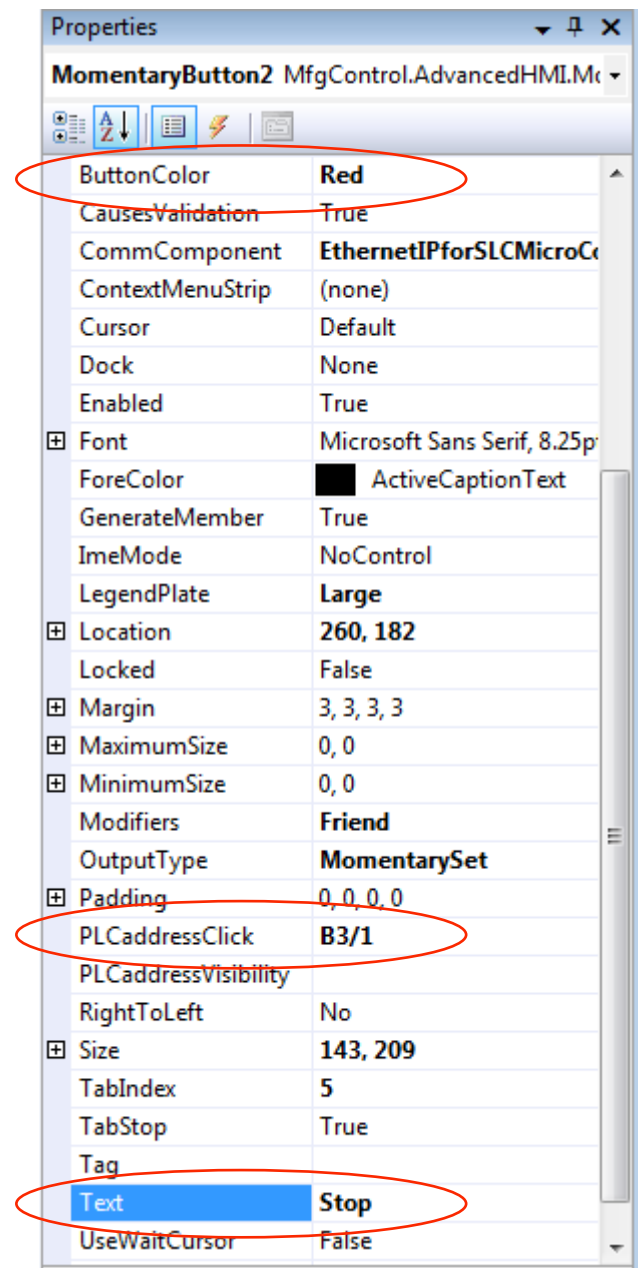 Properties
MomentaryButton2 MfgControl.AdvancedHMI.Mo
ButtonColor Red
CausesValidation True
CommComponent EthernetIPforSLCMicroCo
ContextMenuStrip (none)
Cursor Default
Dock None
Enabled True
Font Microsoft Sans Serif, 8.25pt
ForeColor ActiveCaptionText
GenerateMember True
ImeMode NoControl
LegendPlate Large
Location 260, 182
Locked False
Margin 3, 3, 3, 3
MaximumSize 0, 0
MinimumSize 0, 0
Modifiers Friend
OutputType MomentarySet
Padding 0, 0, 0, 0
PLCaddressClick B3/1
PLCaddressVisibility
RightToLeft No
Size 143, 209
TabIndex 5
TabStop True
Tag
Text Stop
UseWaitCursor False